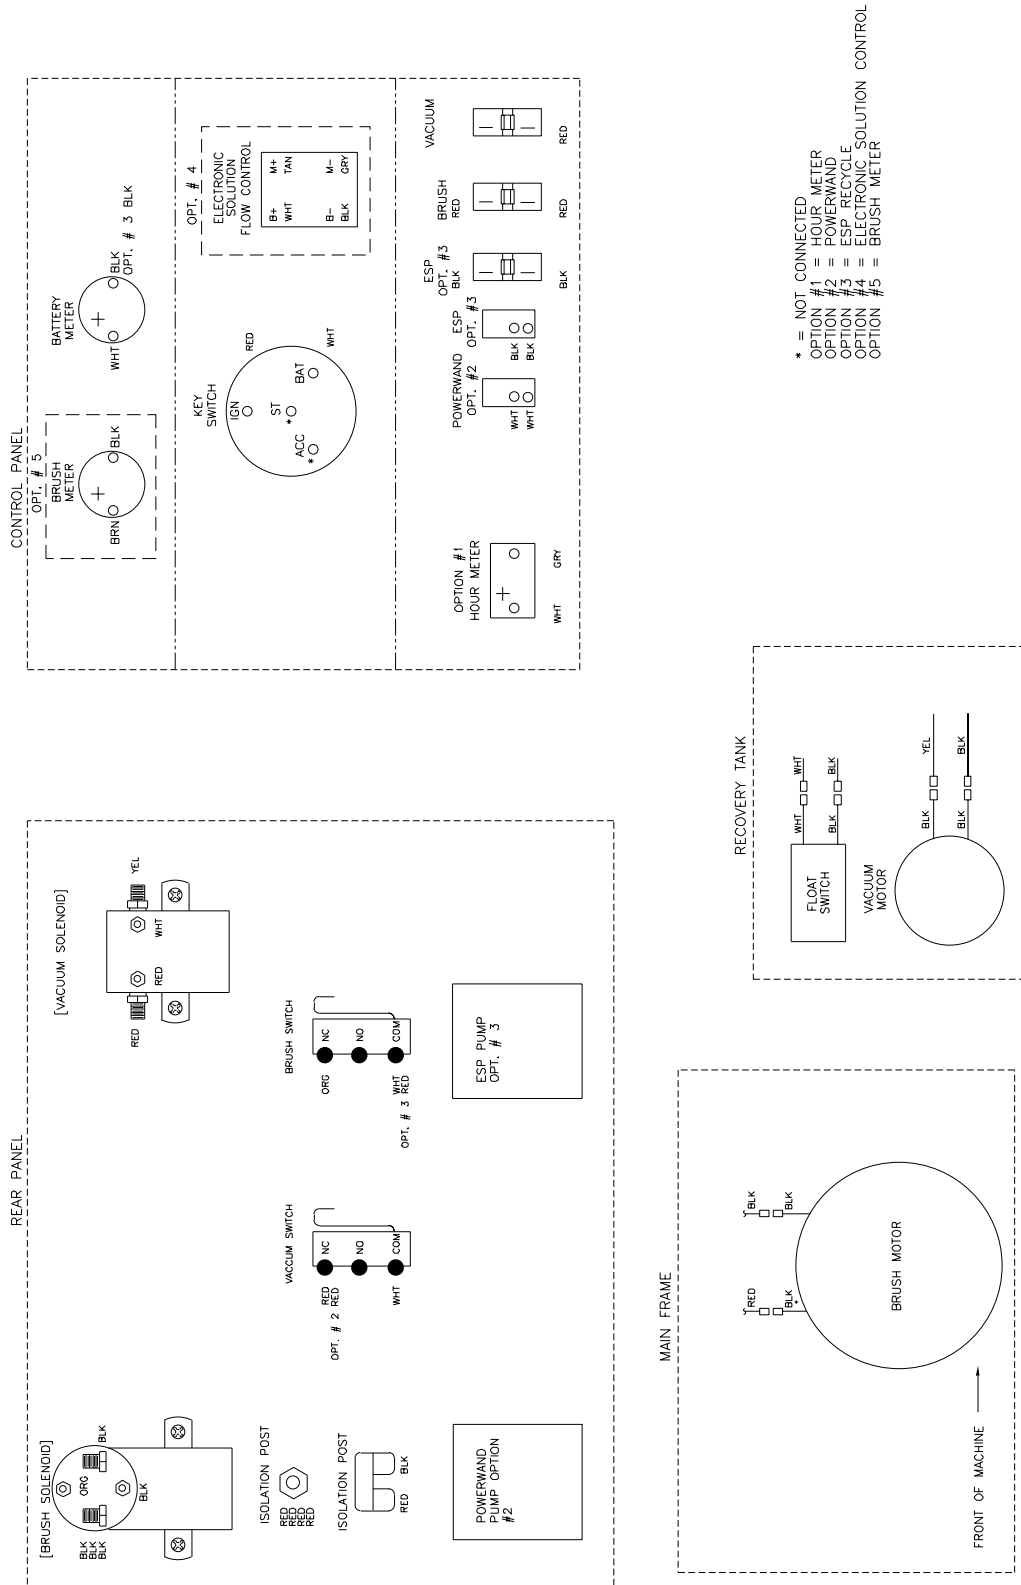 CONTROL PANEL
OPT. # 5
BRUSH
METER
BRN
BLK
BATTERY
METER
WHT
BLK
OPT. # 3 BLK
KEY
SWITCH
IGN
RED
ST
*
ACC
*
BAT
WHT
OPT. # 4
ELECTRONIC
SOLUTION
FLOW CONTROL
B+
M+
WHT
TAN
B-
M-
BLK
GRY
OPTION #1
HOUR METER
WHT
GRY
POWERWAND
OPT. #2
WHT
WHT
ESP
OPT. #3
BLK
BLK
ESP
OPT. #3
BLK
BLK
BRUSH
RED
RED
VACUUM
RED
* = NOT CONNECTED
OPTION #1 = HOUR METER
OPTION #2 = POWERWAND
OPTION #3 = ESP RECYCLE
OPTION #4 = ELECTRONIC SOLUTION CONTROL
OPTION #5 = BRUSH METER
REAR PANEL
[BRUSH SOLENOID]
ORG
BLK
BLK
BLK
BLK
BLK
[VACUUM SOLENOID]
RED
RED
WHT
YEL
ISOLATION POST
RED
RED
RED
RED
ISOLATION POST
RED
BLK
VACCUM SWITCH
RED
NC
OPT. # 2 RED
NO
WHT
COM
BRUSH SWITCH
ORG
NC
NO
WHT
COM
OPT. # 3 RED
POWERWAND
PUMP OPTION
#2
ESP PUMP
OPT. # 3
RECOVERY TANK
FLOAT
SWITCH
WHT
WHT
BLK
BLK
VACUUM
MOTOR
BLK
YEL
BLK
BLK
MAIN FRAME
RED
BLK
*
BLK
BLK
BRUSH MOTOR
FRONT OF MACHINE